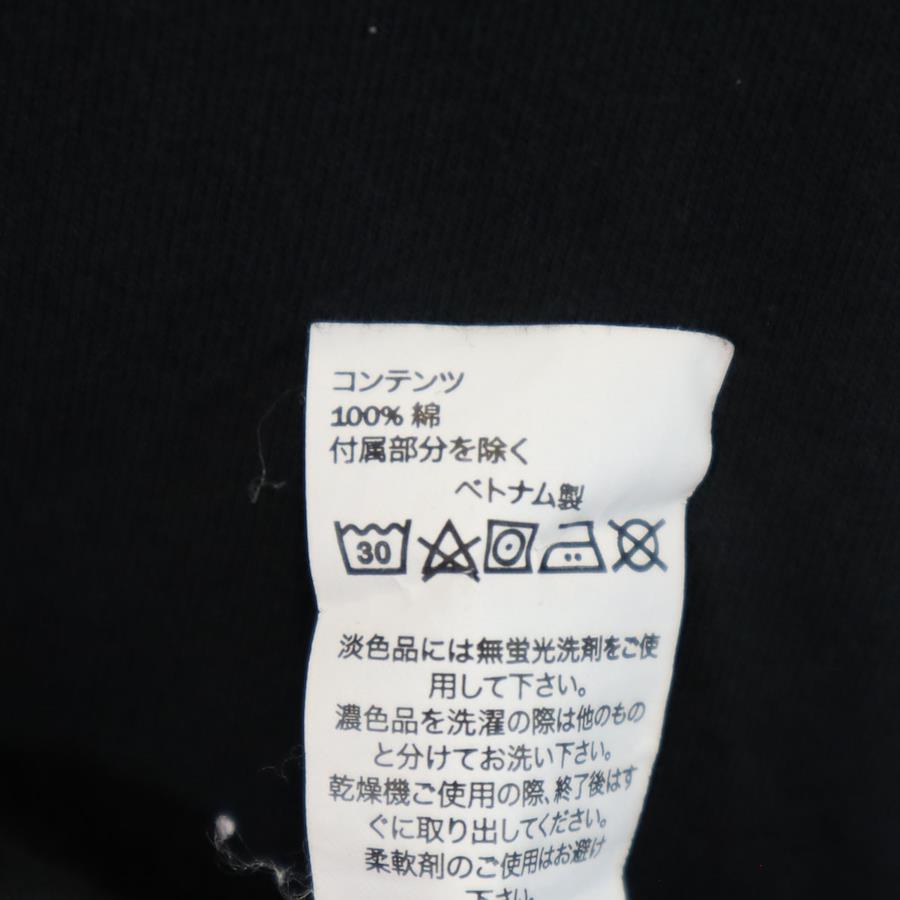 コンテンツ
100% 綿
付属部分を除く
ベトナム製
30
淡色品には無蛍光洗剤をご使
用して下さい。
濃色品を洗濯の際は他のもの
と分けてお洗い下さい。
乾燥機ご使用の際、終了後はす
ぐに取り出してください。
柔軟剤のご使用はお避け
下さい。